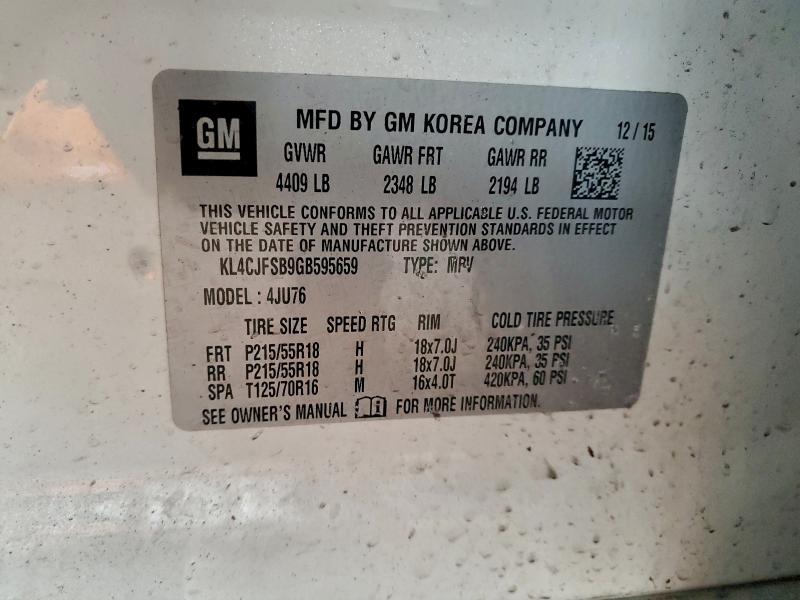 GM
MFD BY GM KOREA COMPANY 12/15
GVWR GAWR FRT GAWR RR
4409 LB 2348 LB 2194 LB
THIS VEHICLE CONFORMS TO ALL APPLICABLE U.S. FEDERAL MOTOR
VEHICLE SAFETY AND THEFT PREVENTION STANDARDS IN EFFECT
ON THE DATE OF MANUFACTURE SHOWN ABOVE.
KL4CJFSB9GB595659 TYPE: MPV
MODEL : 4JU76
TIRE SIZE SPEED RTG RIM COLD TIRE PRESSURE
FRT P215/55R18 H 18x7.0J 240KPA, 35 PSI
RR P215/55R18 H 18x7.0J 240KPA, 35 PSI
SPA T125/70R16 M 16x4.0T 420KPA, 60 PSI
SEE OWNER'S MANUAL FOR MORE INFORMATION.